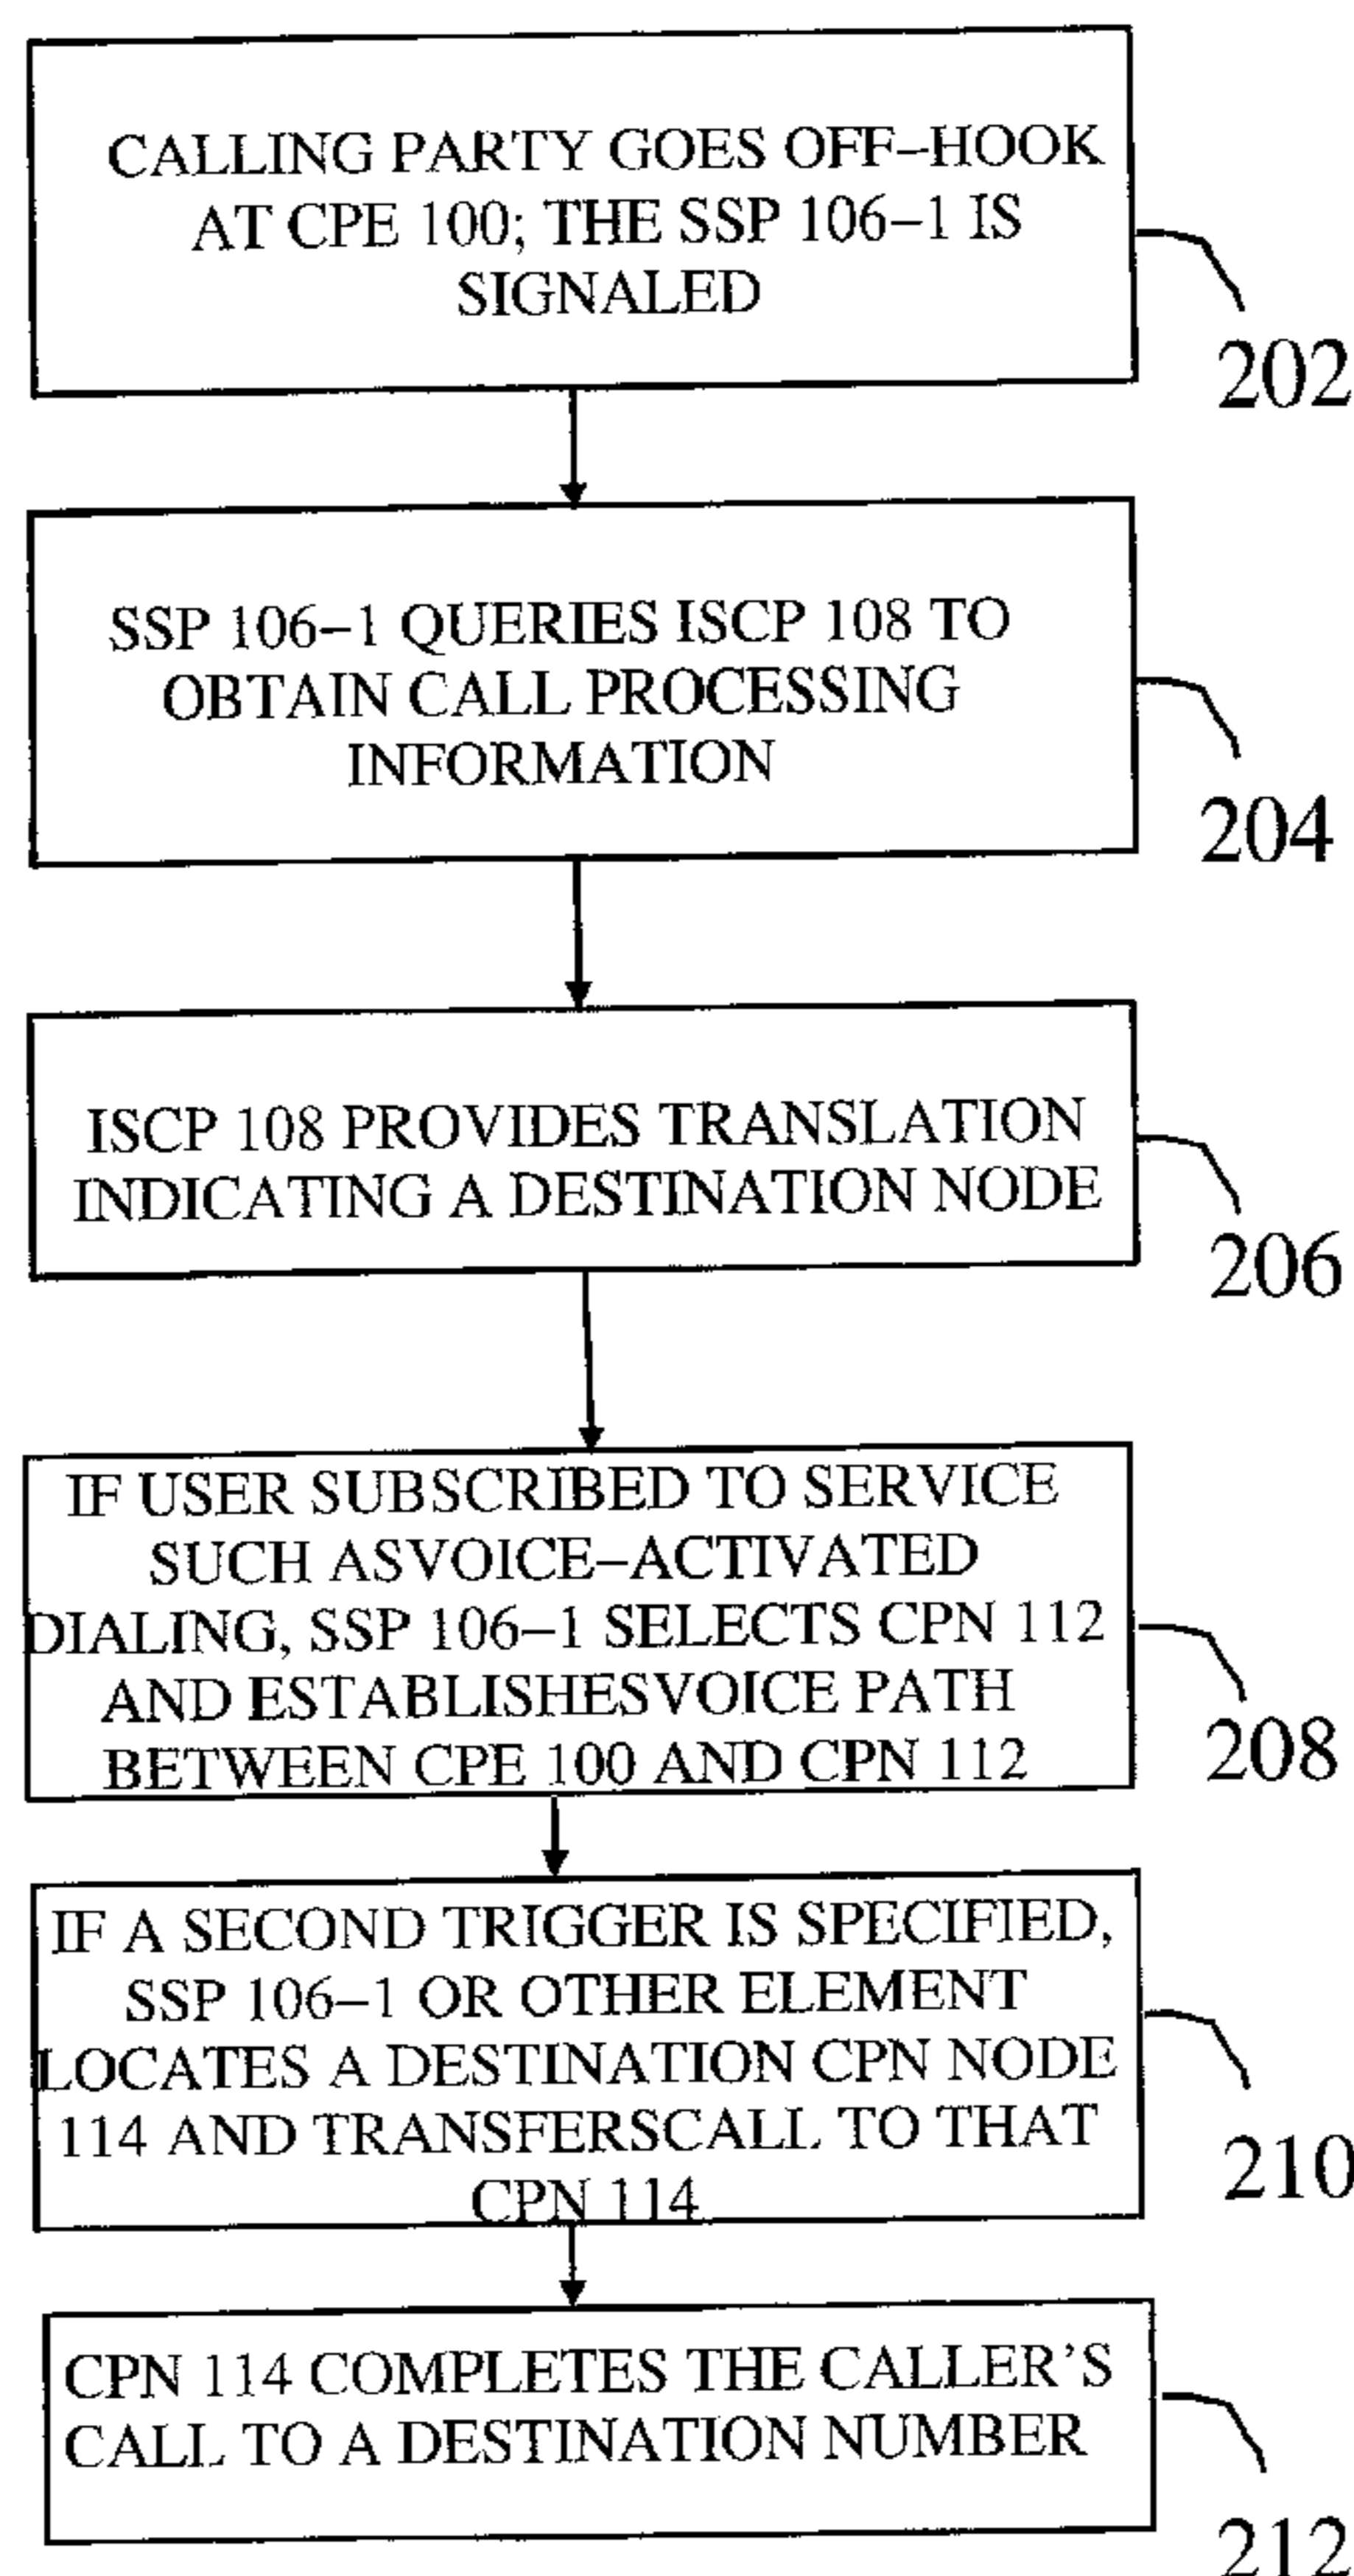 CALLING PARTY GOES OFF-HOOK
AT CPE 100; THE SSP 106-1 IS
SIGNALED
202
SSP 106-1 QUERIES ISCP 108 TO
OBTAIN CALL PROCESSING
INFORMATION
204
ISCP 108 PROVIDES TRANSLATION
INDICATING A DESTINATION NODE
206
IF USER SUBSCRIBED TO SERVICE
SUCH ASVOICE-ACTIVATED
DIALING, SSP 106-1 SELECTS CPN 112
AND ESTABLISHESVOICE PATH
BETWEEN CPE 100 AND CPN 112
208
IF A SECOND TRIGGER IS SPECIFIED,
SSP 106-1 OR OTHER ELEMENT
LOCATES A DESTINATION CPN NODE
114 AND TRANSFERSCALL TO THAT
CPN 114
210
CPN 114 COMPLETES THE CALLER'S
CALL TO A DESTINATION NUMBER
212